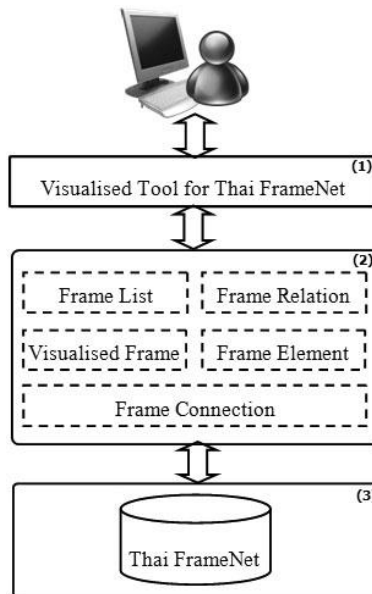 (1)
Visualised Tool for Thai FrameNet
(2)
Frame List Frame Relation
Visualised Frame Frame Element
Frame Connection
(3)
Thai FrameNet